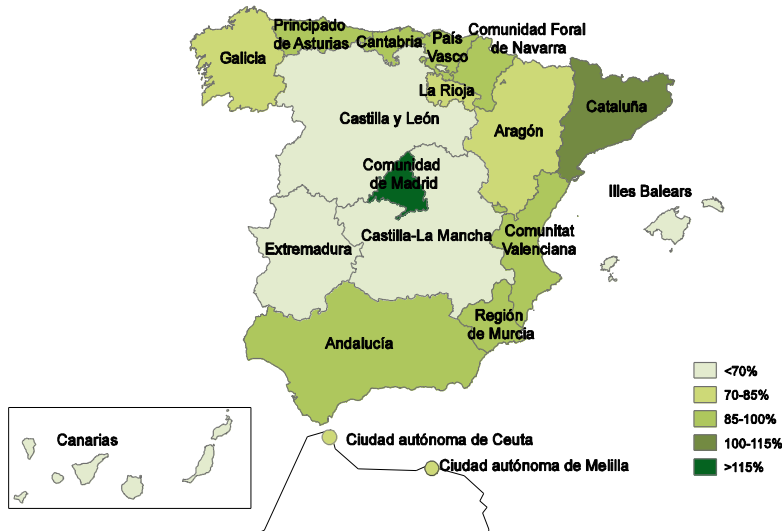 Principado
de Asturias
Cantabria
País
Vasco
Comunidad Foral
de Navarra
Galicia
La Rioja
Castilla y León
Aragón
Cataluña
Comunidad
de Madrid
Illes Balears
Castilla-La Mancha
Comunitat
Valenciana
Extremadura
Región
de Murcia
Andalucía
<70%
70-85%
85-100%
100-115%
>115%
Canarias
Ciudad autónoma de Ceuta
Ciudad autónoma de Melilla